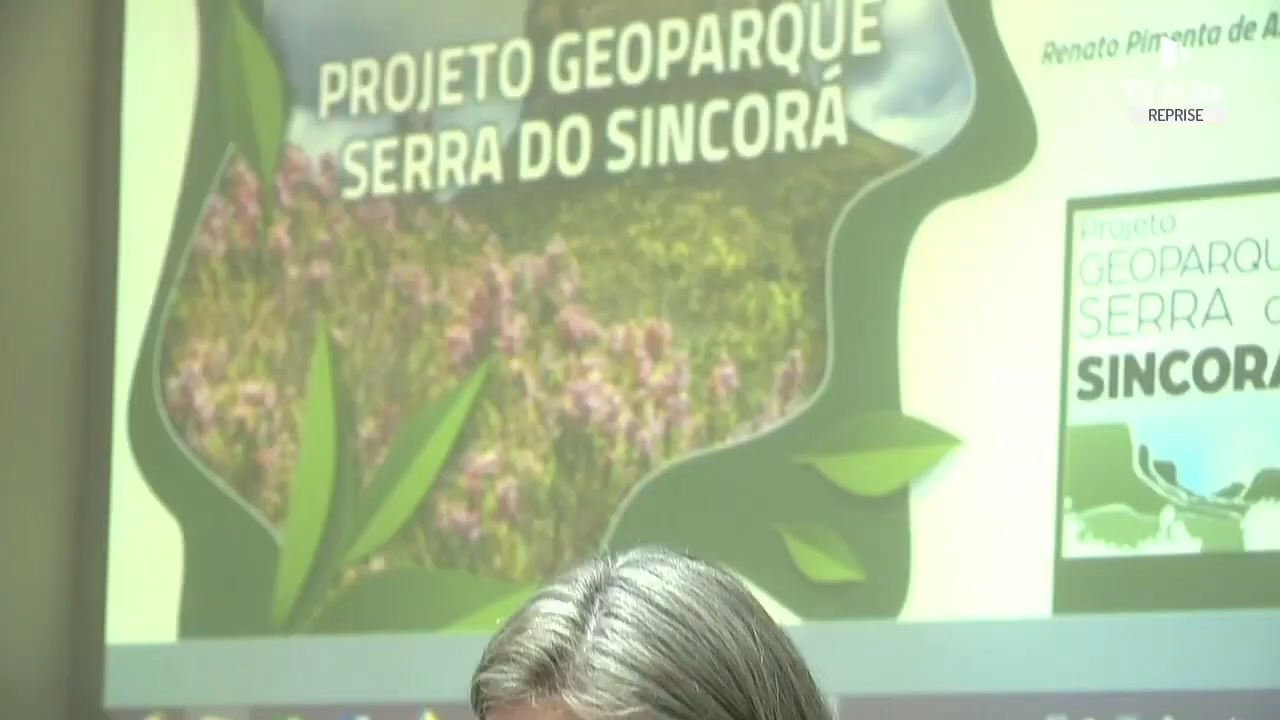 PROJETO GEOPARQUE
SERRA DO SINCORÁ
Renato Pimenta de A
REPRISE
Projeto
GEOPARQU
SERRA d
SINCORA